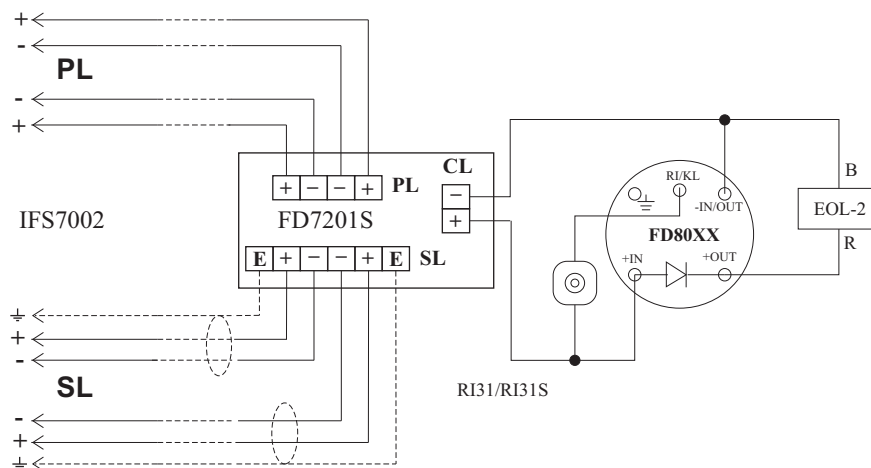 +
-
PL
-
+
IFS7002
+ − − +
PL
FD7201S
CL
−
+
E + − − + E
SL
+
-
SL
-
+
RI/KL
-IN/OUT
FD80XX
+IN
+OUT
B
EOL-2
R
RI31/RI31S